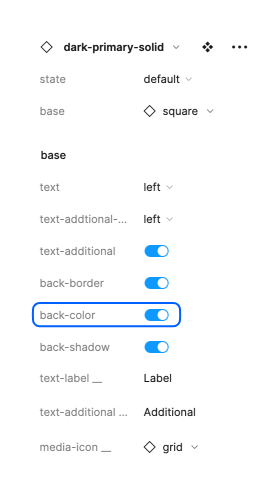 dark-primary-solid
state default
base square
base
text left
text-addtional-... left
text-additional
back-border
back-color
back-shadow
text-label __ Label
text-additional ... Additional
media-icon __ grid